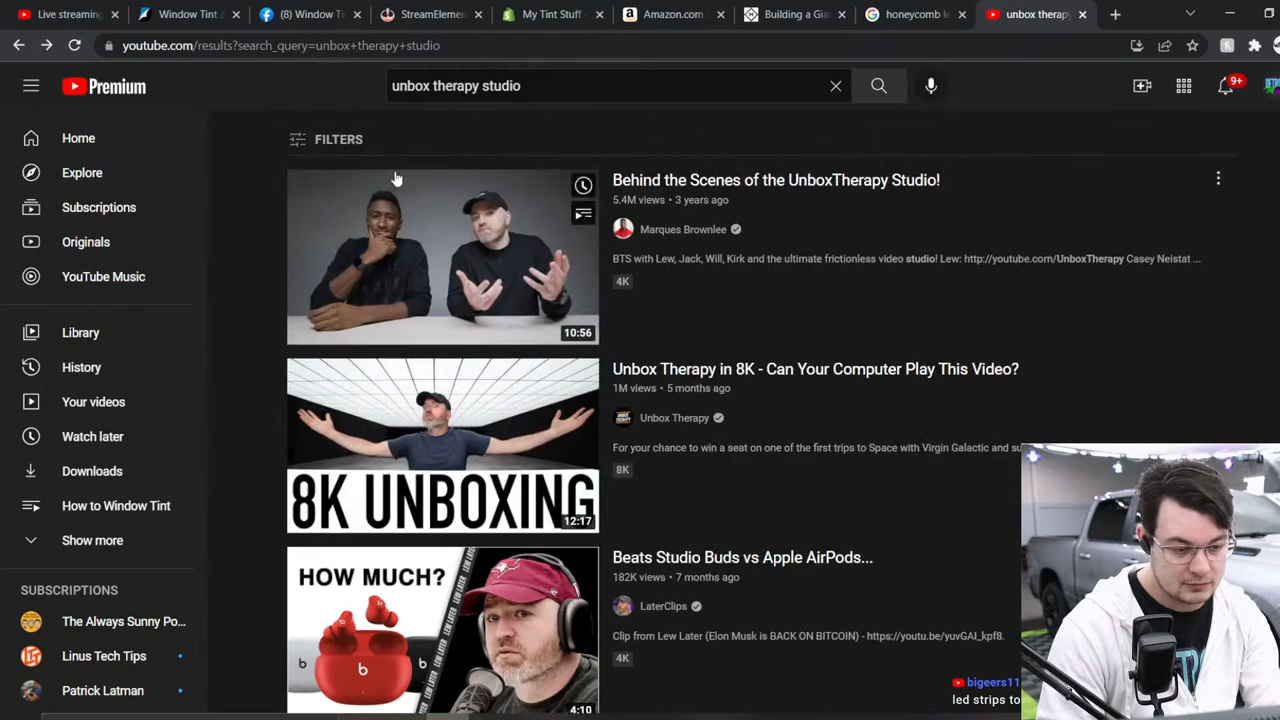 Live streaming
Window Tint &
(8) Window Ti
StreamElemen
My Tint Stuff -
Amazon.com
Building a Gia
honeycomb le
unbox therapy
youtube.com/results?search_query=unbox+therapy+studio
Premium
unbox therapy studio
9+
Home
Explore
Subscriptions
Originals
YouTube Music
Library
History
Your videos
Watch later
Downloads
How to Window Tint
Show more
SUBSCRIPTIONS
The Always Sunny Po...
Linus Tech Tips
Patrick Latman
FILTERS
10:56
Behind the Scenes of the UnboxTherapy Studio!
5.4M views • 3 years ago
Marques Brownlee
BTS with Lew, Jack, Will, Kirk and the ultimate frictionless video studio! Lew: http://youtube.com/UnboxTherapy Casey Neistat ...
4K
8K UNBOXING
12:17
Unbox Therapy in 8K - Can Your Computer Play This Video?
1M views • 5 months ago
Unbox Therapy
For your chance to win a seat on one of the first trips to Space with Virgin Galactic and su
8K
HOW MUCH?
LEW LATER
4:10
Beats Studio Buds vs Apple AirPods...
182K views • 7 months ago
LaterClips
Clip from Lew Later (Elon Musk is BACK ON BITCOIN) - https://youtu.be/yuvGAI_kpf8.
4K
bigeers11
led strips to